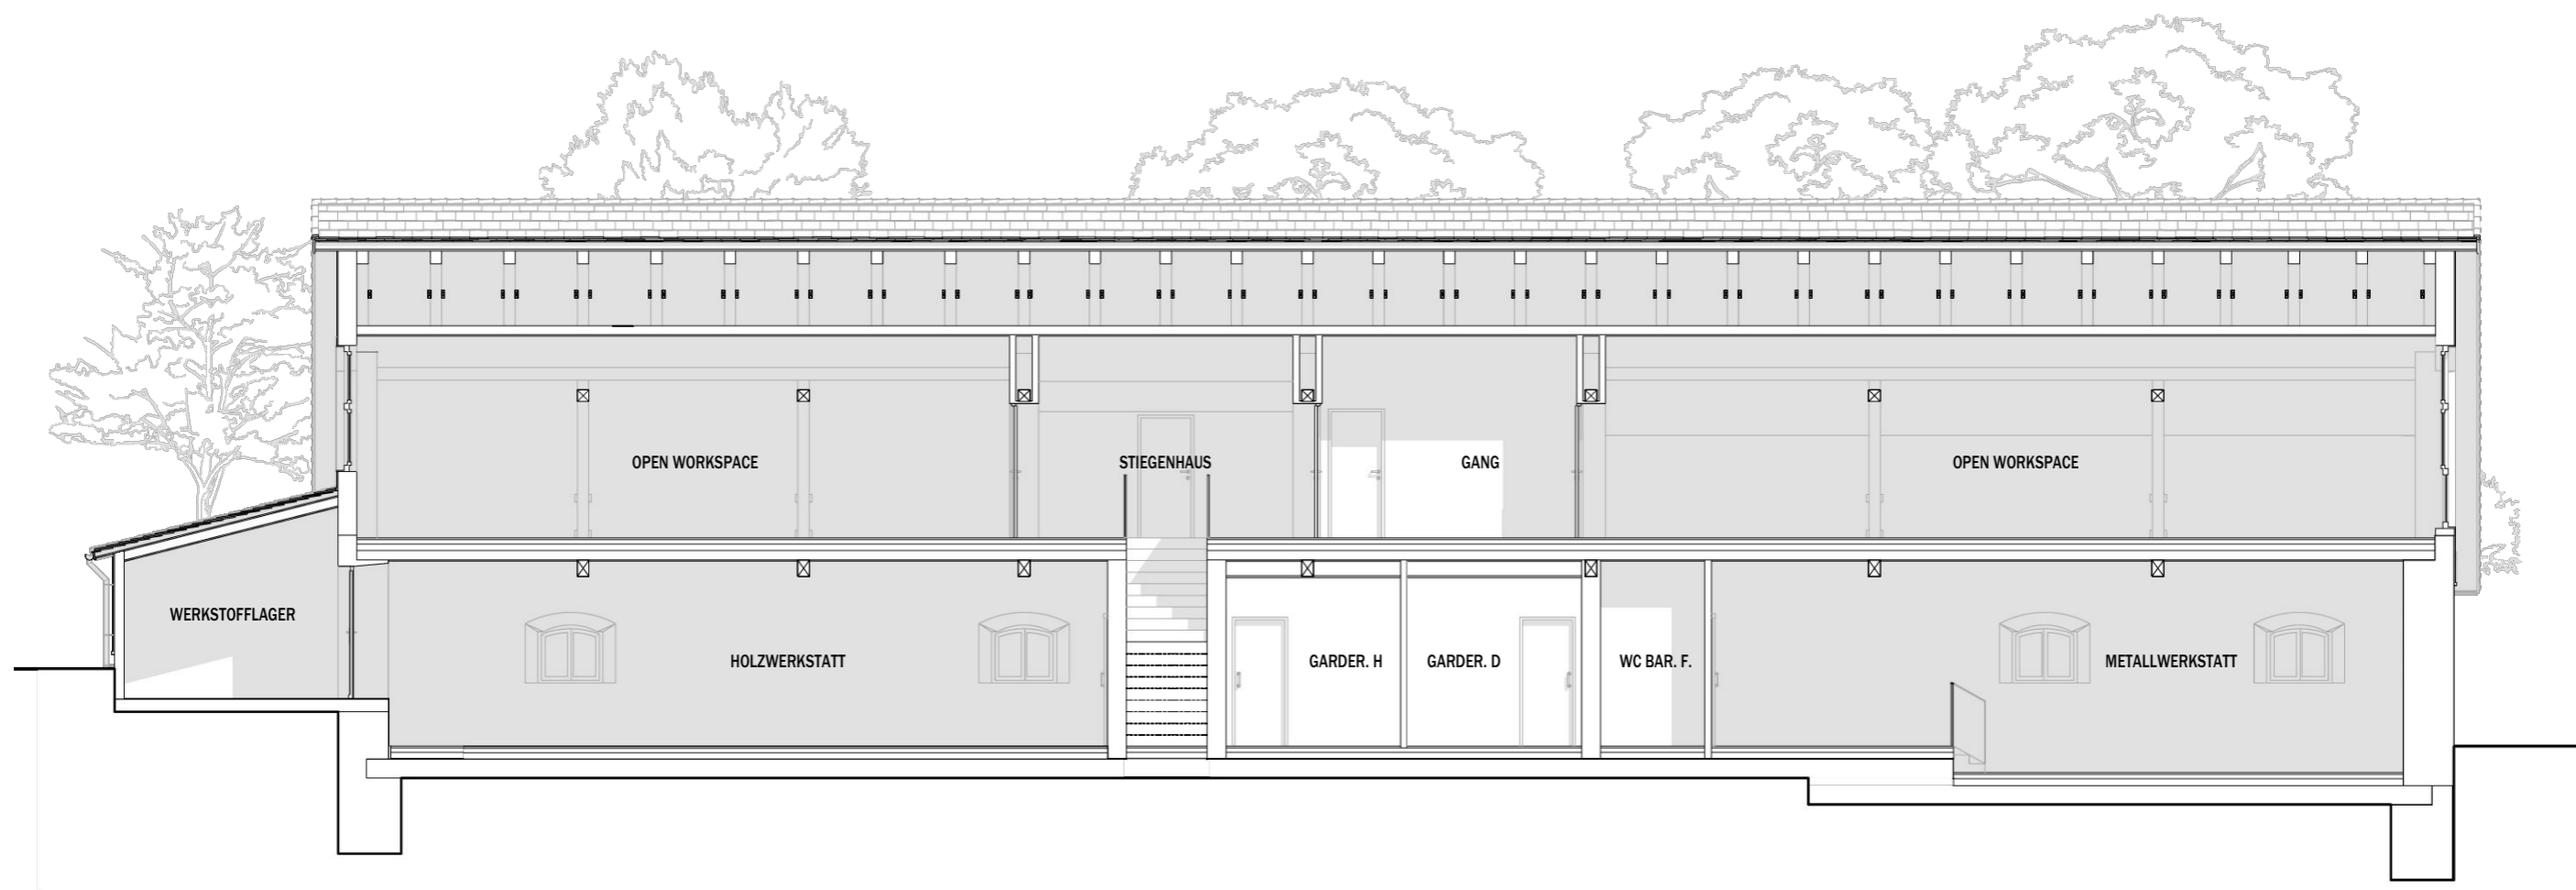 OPEN WORKSPACE
STIEGENHAUS
GANG
OPEN WORKSPACE
WERKSTOFFLAGER
HOLZWERKSTATT
GARDER. H
GARDER. D
WC BAR. F.
METALLWERKSTATT